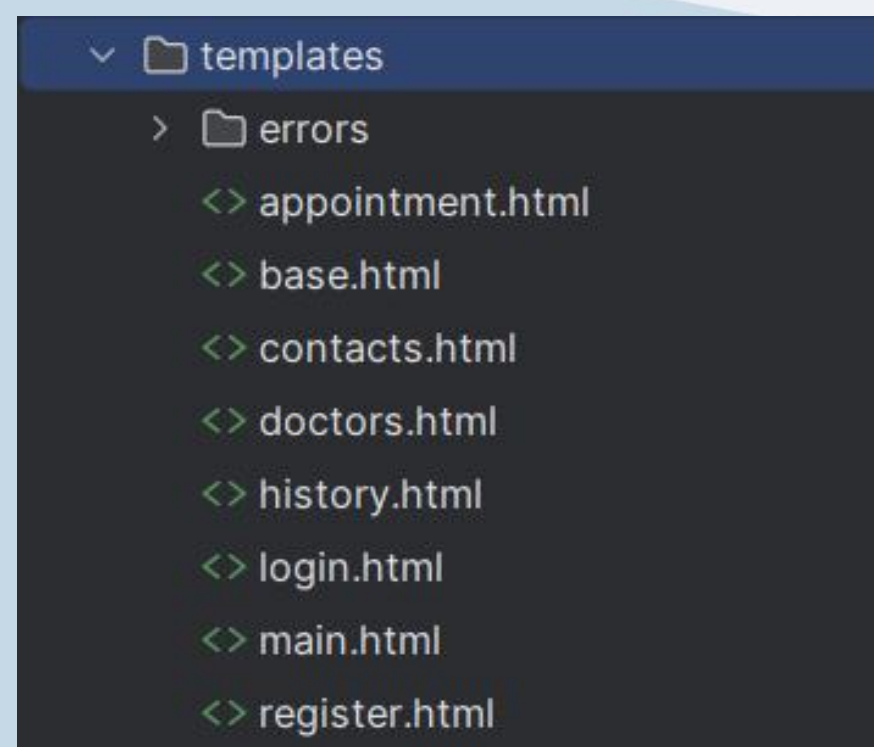 templates
errors
appointment.html
base.html
contacts.html
doctors.html
history.html
login.html
main.html
register.html